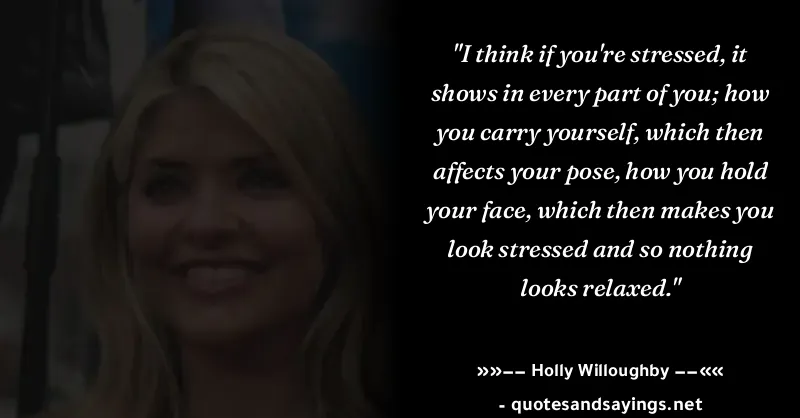 "I think if you're stressed, it
shows in every part of you; how
you carry yourself, which then
affects your pose, how you hold
your face, which then makes you
look stressed and so nothing
looks relaxed."
»»—— Holly Willoughby ——««
- quotesandsayings.net